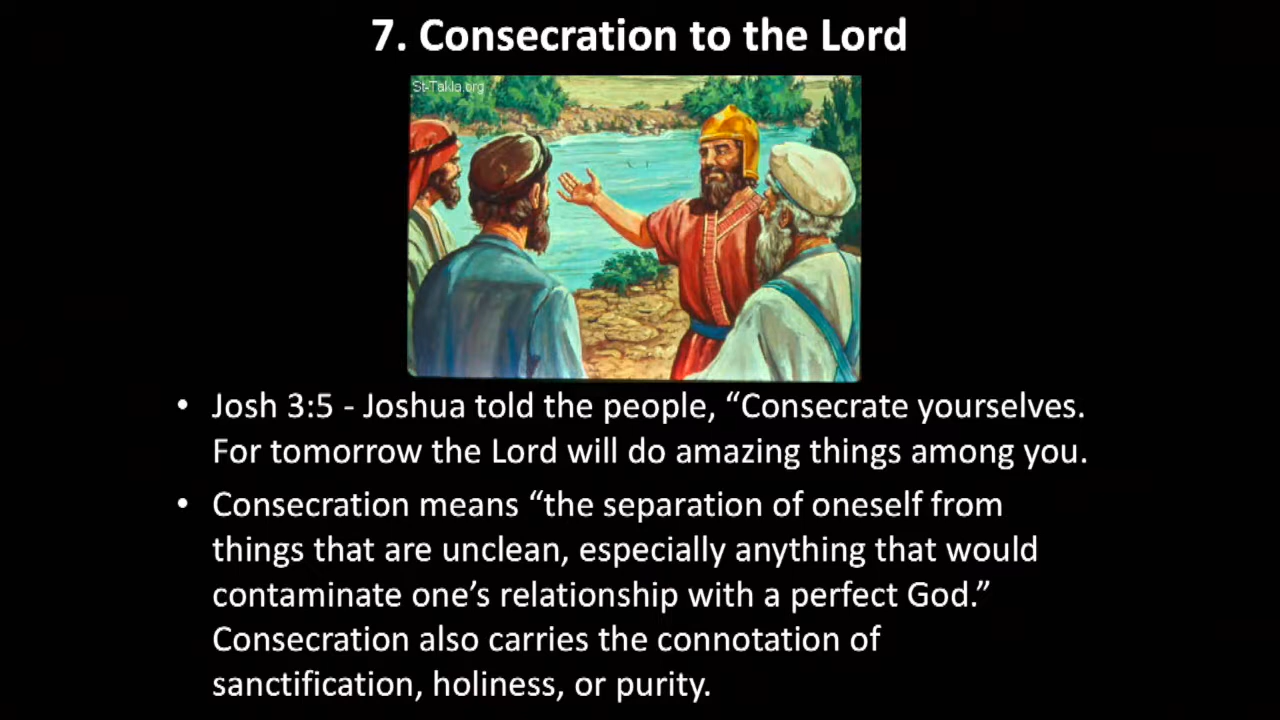 7. Consecration to the Lord
St-Takla.org
• Josh 3:5 - Joshua told the people, “Consecrate yourselves.
For tomorrow the Lord will do amazing things among you.
• Consecration means “the separation of oneself from
things that are unclean, especially anything that would
contaminate one’s relationship with a perfect God.”
Consecration also carries the connotation of
sanctification, holiness, or purity.